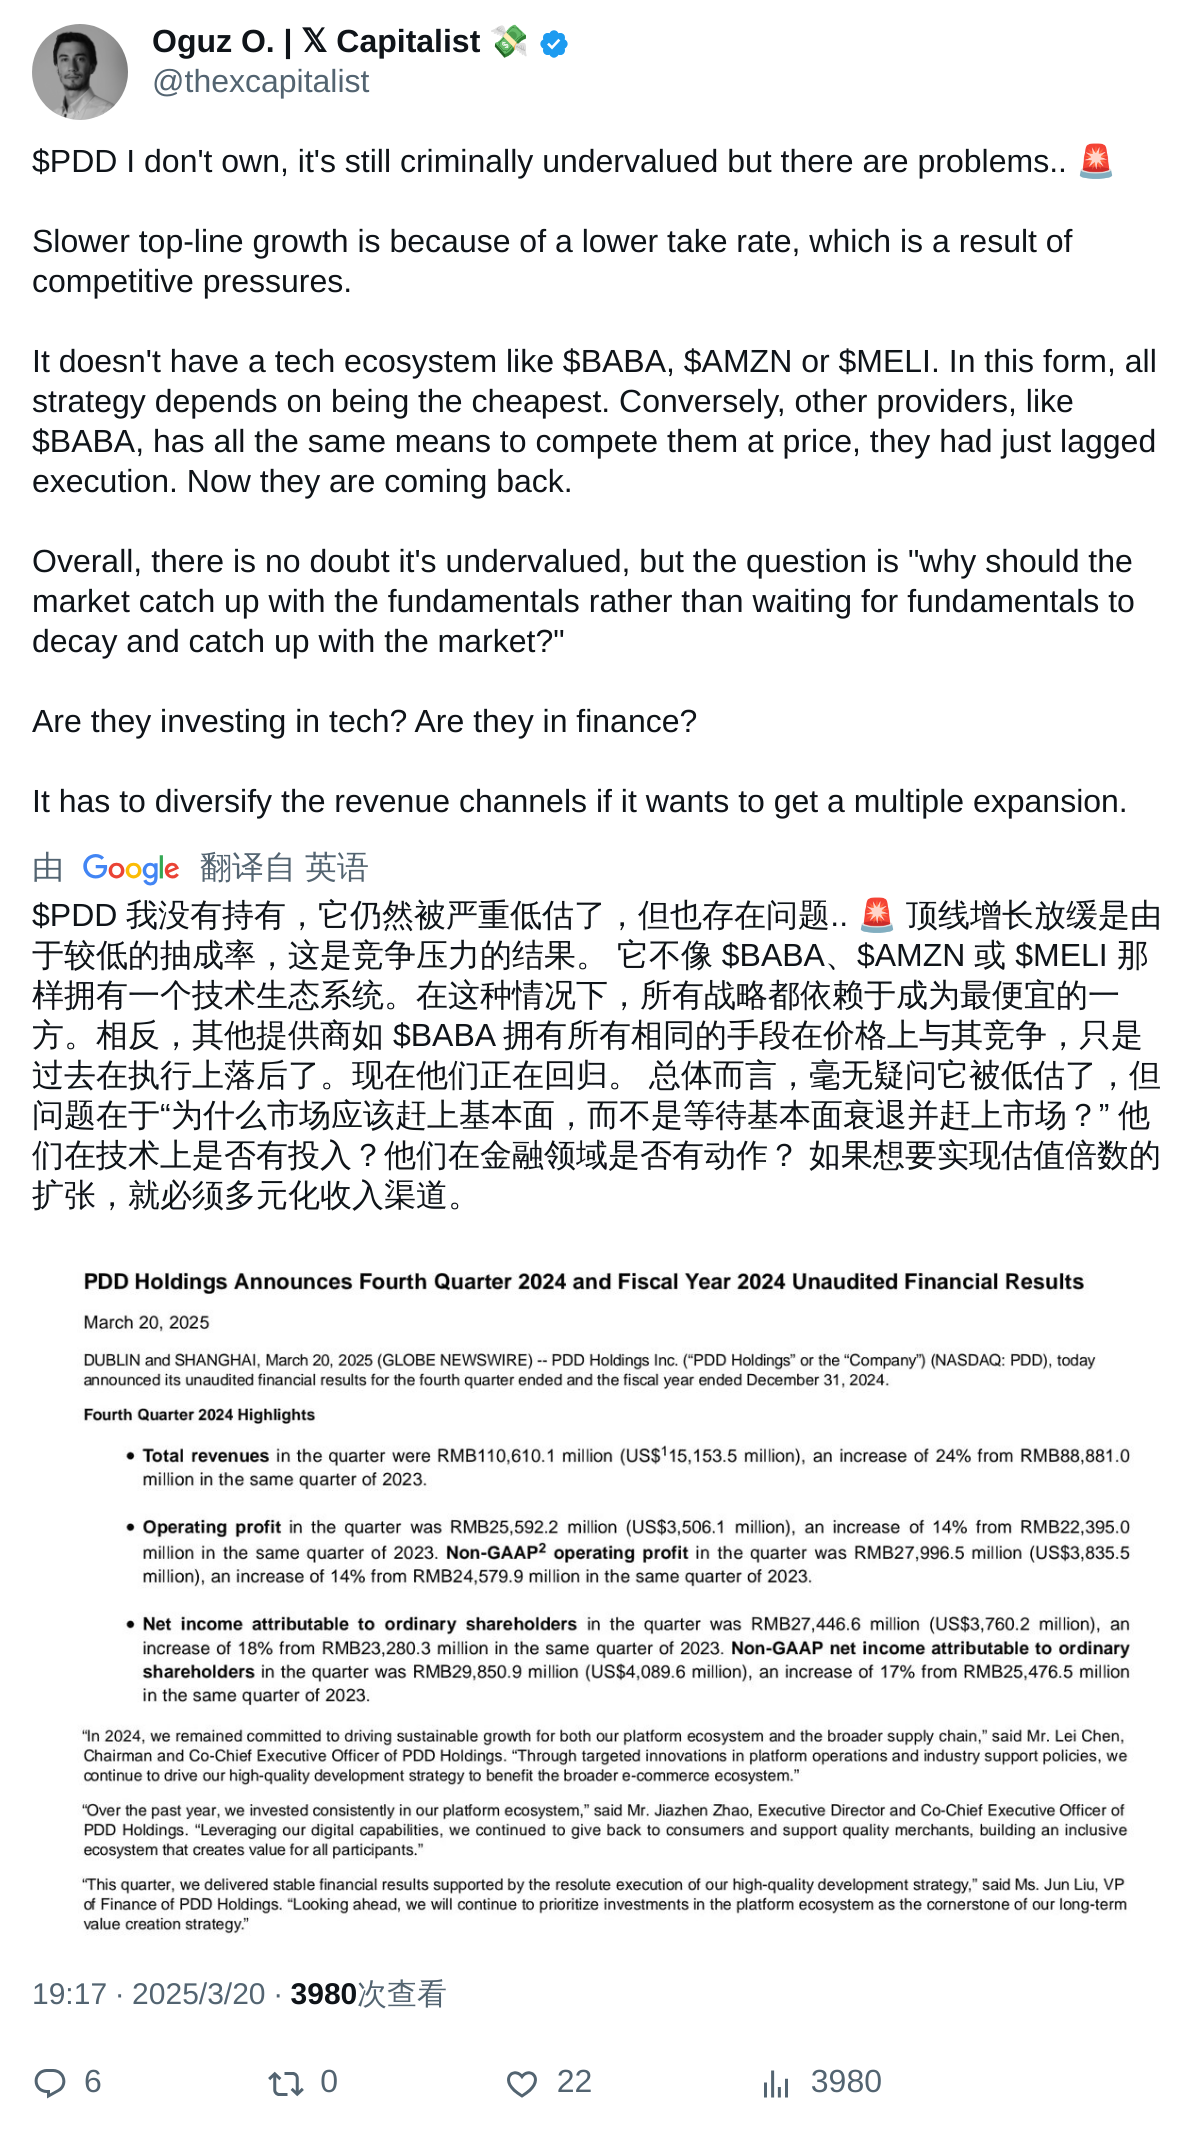 Oguz O. | 𝕏 Capitalist 💸
@thexcapitalist
$PDD I don't own, it's still criminally undervalued but there are problems.. 🚨
Slower top-line growth is because of a lower take rate, which is a result of
competitive pressures.
It doesn't have a tech ecosystem like $BABA, $AMZN or $MELI. In this form, all
strategy depends on being the cheapest. Conversely, other providers, like
$BABA, has all the same means to compete them at price, they had just lagged
execution. Now they are coming back.
Overall, there is no doubt it's undervalued, but the question is "why should the
market catch up with the fundamentals rather than waiting for fundamentals to
decay and catch up with the market?"
Are they investing in tech? Are they in finance?
It has to diversify the revenue channels if it wants to get a multiple expansion.
由 Google 翻译自 英语
$PDD 我没有持有，它仍然被严重低估了，但也存在问题.. 🚨 顶线增长放缓是由
于较低的抽成率，这是竞争压力的结果。 它不像 $BABA、$AMZN 或 $MELI 那
样拥有一个技术生态系统。在这种情况下，所有战略都依赖于成为最便宜的一
方。相反，其他提供商如 $BABA 拥有所有相同的手段在价格上与其竞争，只是
过去在执行上落后了。现在他们正在回归。 总体而言，毫无疑问它被低估了，但
问题在于“为什么市场应该赶上基本面，而不是等待基本面衰退并赶上市场？” 他
们在技术上是否有投入？他们在金融领域是否有动作？ 如果想要实现估值倍数的
扩张，就必须多元化收入渠道。
PDD Holdings Announces Fourth Quarter 2024 and Fiscal Year 2024 Unaudited Financial Results
March 20, 2025
DUBLIN and SHANGHAI, March 20, 2025 (GLOBE NEWSWIRE) -- PDD Holdings Inc. (“PDD Holdings” or the “Company”) (NASDAQ: PDD), today
announced its unaudited financial results for the fourth quarter ended and the fiscal year ended December 31, 2024.
Fourth Quarter 2024 Highlights
• Total revenues in the quarter were RMB110,610.1 million (US$¹15,153.5 million), an increase of 24% from RMB88,881.0
million in the same quarter of 2023.
• Operating profit in the quarter was RMB25,592.2 million (US$3,506.1 million), an increase of 14% from RMB22,395.0
million in the same quarter of 2023. Non-GAAP² operating profit in the quarter was RMB27,996.5 million (US$3,835.5
million), an increase of 14% from RMB24,579.9 million in the same quarter of 2023.
• Net income attributable to ordinary shareholders in the quarter was RMB27,446.6 million (US$3,760.2 million), an
increase of 18% from RMB23,280.3 million in the same quarter of 2023. Non-GAAP net income attributable to ordinary
shareholders in the quarter was RMB29,850.9 million (US$4,089.6 million), an increase of 17% from RMB25,476.5 million
in the same quarter of 2023.
“In 2024, we remained committed to driving sustainable growth for both our platform ecosystem and the broader supply chain,” said Mr. Lei Chen,
Chairman and Co-Chief Executive Officer of PDD Holdings. “Through targeted innovations in platform operations and industry support policies, we
continue to drive our high-quality development strategy to benefit the broader e-commerce ecosystem.”
“Over the past year, we invested consistently in our platform ecosystem,” said Mr. Jiazhen Zhao, Executive Director and Co-Chief Executive Officer of
PDD Holdings. “Leveraging our digital capabilities, we continued to give back to consumers and support quality merchants, building an inclusive
ecosystem that creates value for all participants.”
“This quarter, we delivered stable financial results supported by the resolute execution of our high-quality development strategy,” said Ms. Jun Liu, VP
of Finance of PDD Holdings. “Looking ahead, we will continue to prioritize investments in the platform ecosystem as the cornerstone of our long-term
value creation strategy.”
19:17 · 2025/3/20 · 3980次查看
6 0 22 3980